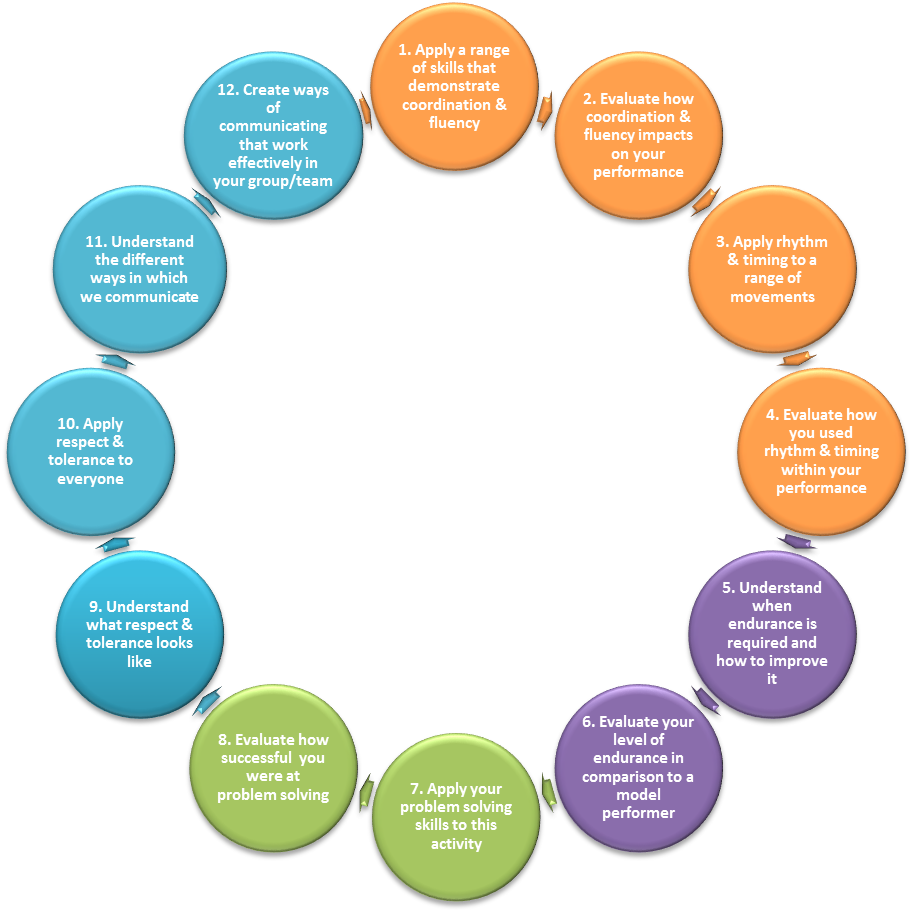 1. Apply a range
of skills that
demonstrate
coordination &
fluency
2. Evaluate how
coordination &
fluency impacts
on your
performance
3. Apply rhythm
& timing to a
range of
movements
4. Evaluate how
you used
rhythm & timing
within your
performance
5. Understand
when
endurance is
required and
how to improve
it
6. Evaluate your
level of
endurance in
comparison to a
model
performer
7. Apply your
problem solving
skills to this
activity
8. Evaluate how
successful you
were at
problem solving
9. Understand
what respect &
tolerance looks
like
10. Apply
respect &
tolerance to
everyone
11. Understand
the different
ways in which
we communicate
12. Create ways
of
communicating
that work
effectively in
your group/team